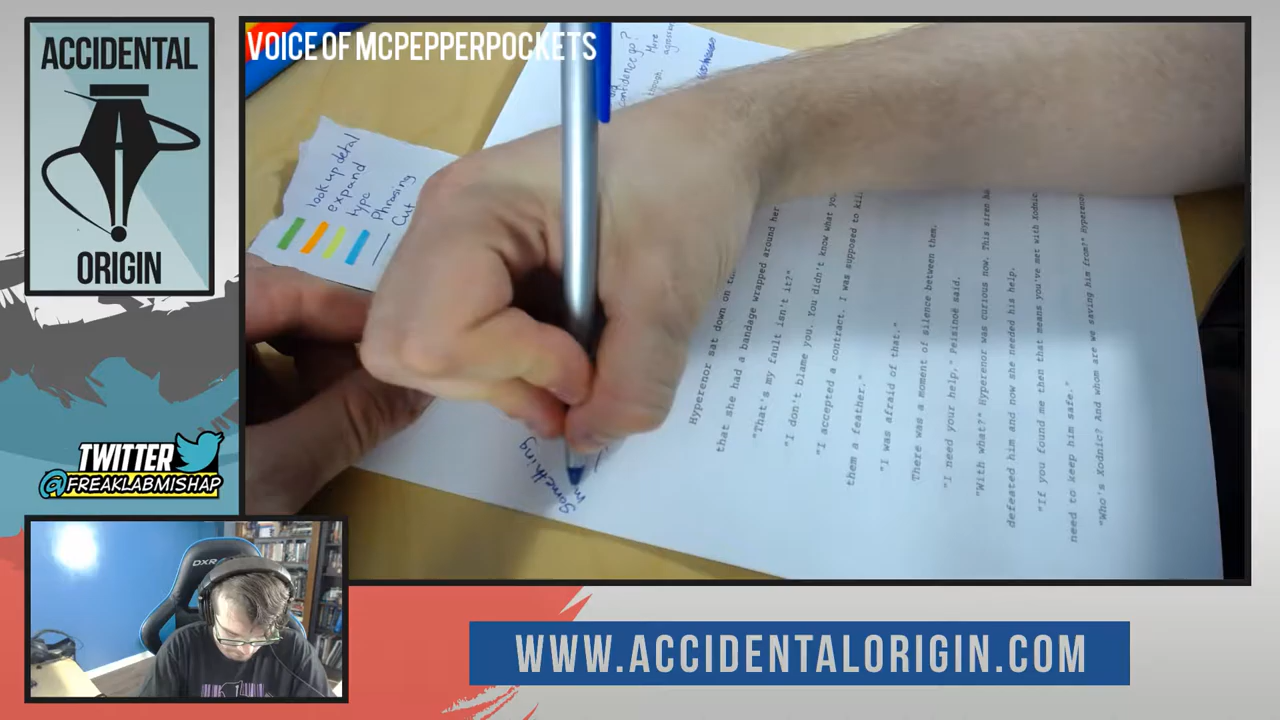 VOICE OF MCPEPPERPOCKETS
ACCIDENTAL
ORIGIN
look up detail
expand
type
Phrasing
Cut
confidence go?
More
Something
Hyperenor sat down on
that she had a bandage wrapped around her
"That's my fault isn't it?"
"I don't blame you. You didn't know what you
"I accepted a contract. I was supposed to kil
them a feather."
"I was afraid of that."
There was a moment of silence between them.
"I need your help," Peisinoë said.
"With what?" Hyperenor was curious now. This siren ha
defeated him and now she needed his help.
"If you found me then that means you've met with Xodnic
need to keep him safe."
"Who's Xodnic? And whom are we saving him from?" Hyperenor
TWITTER
@FREAKLABMISHAP
DXR
WWW.ACCIDENTALORIGIN.COM